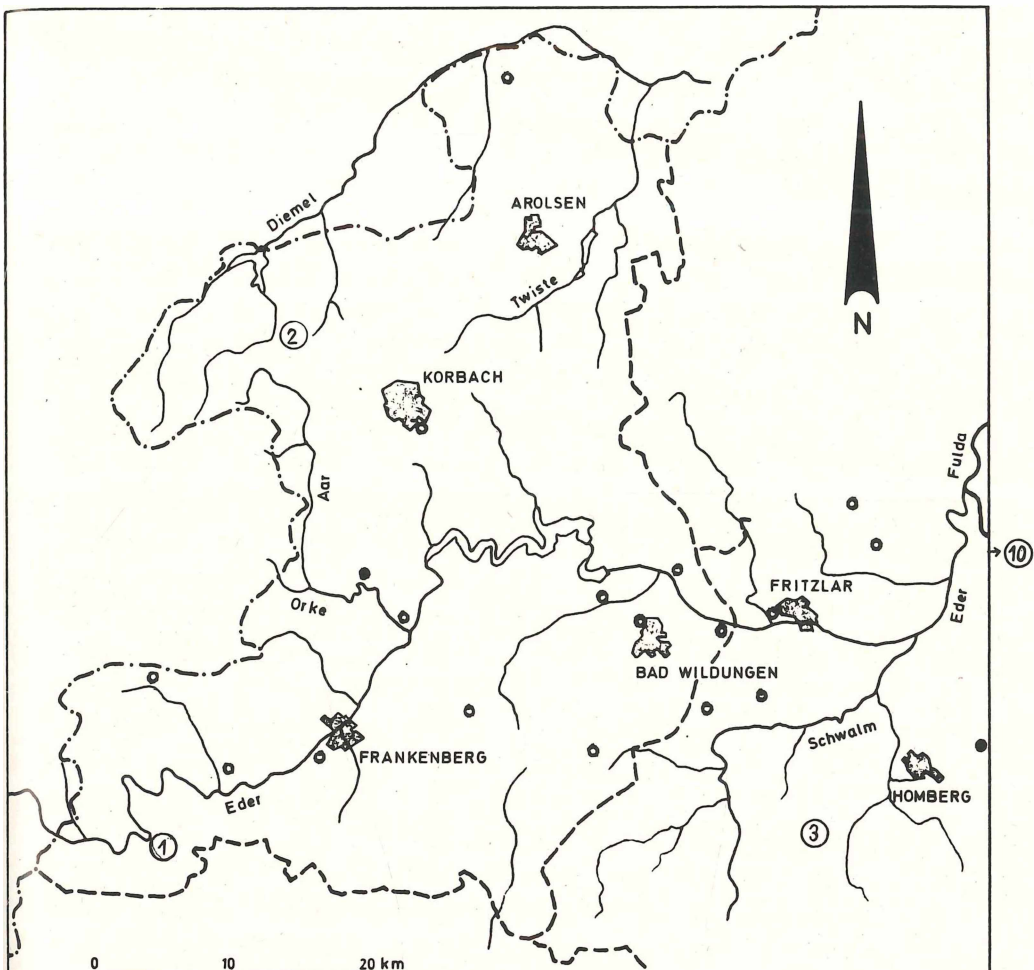 Diemel
AROLSEN
Twiste
N
2
KORBACH
Fulda
Aar
10
Orke
FRITZLAR
Eder
BAD WILDUNGEN
Schwalm
FRANKENBERG
Eder
HOMBERG
1
3
0 10 20 km